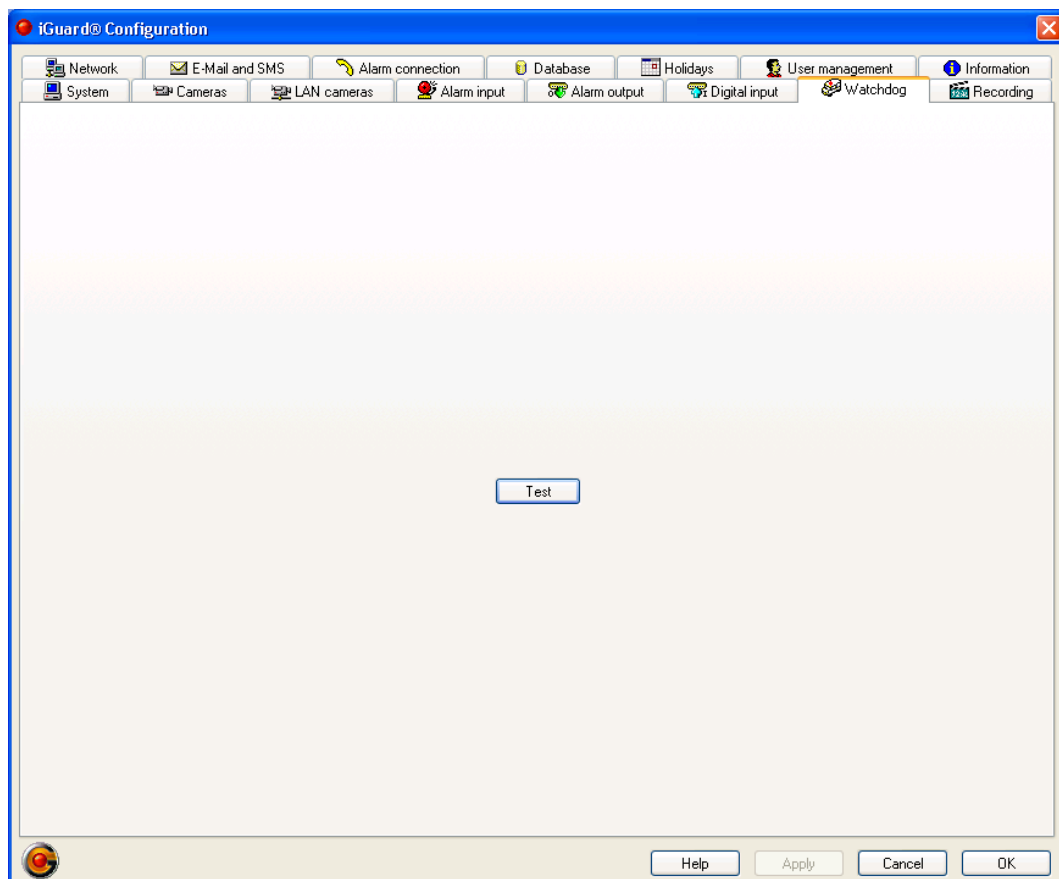 iGuard® Configuration
Network E-Mail and SMS Alarm connection Database Holidays User management Information
System Cameras LAN cameras Alarm input Alarm output Digital input Watchdog Recording
Test
Help Apply Cancel OK